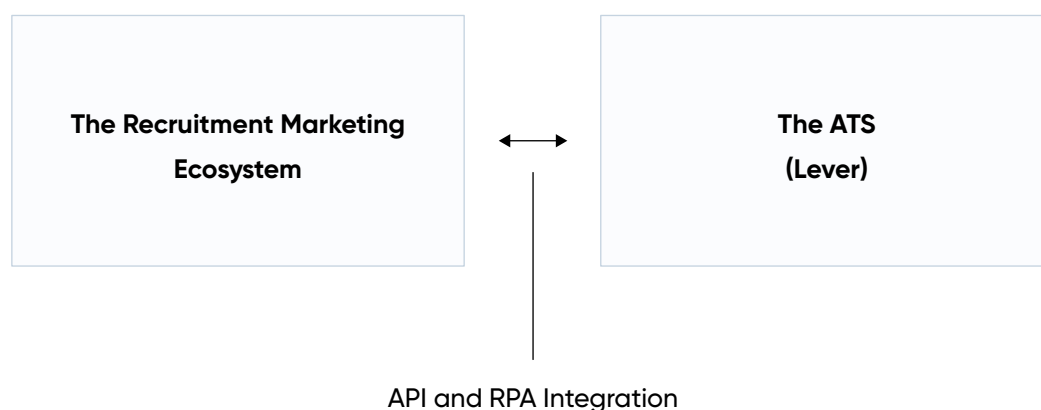 The Recruitment Marketing
Ecosystem
The ATS
(Lever)
API and RPA Integration